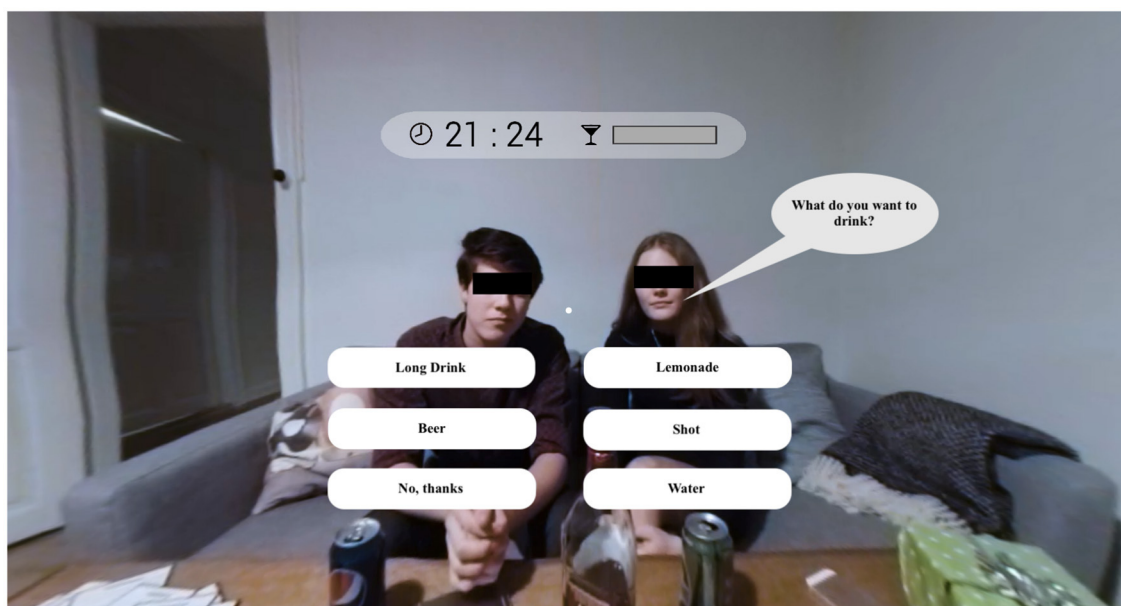 21 : 24
What do you want to
drink?
Long Drink
Lemonade
Beer
Shot
No, thanks
Water